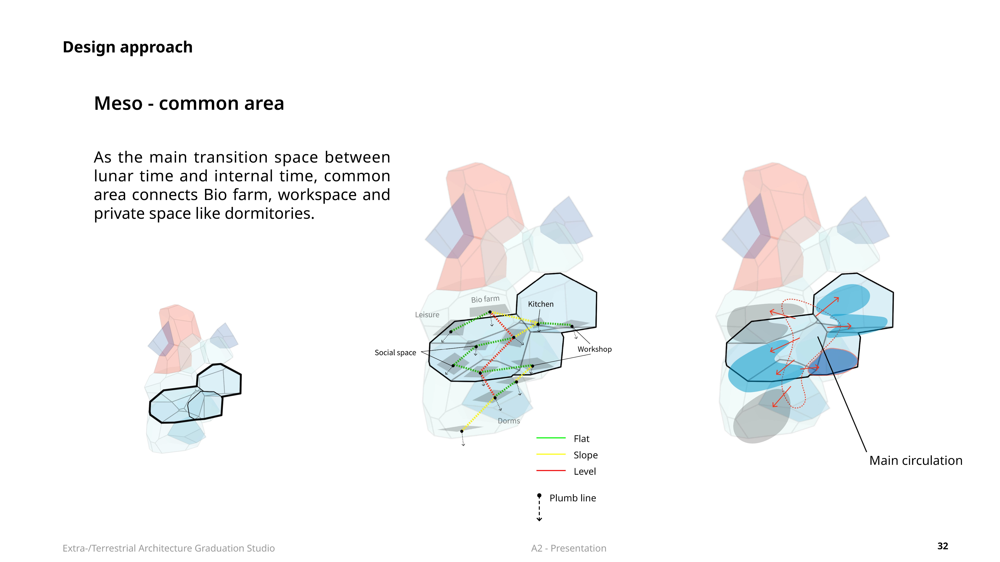 Design approach
Meso - common area
As the main transition space between
lunar time and internal time, common
area connects Bio farm, workspace and
private space like dormitories.
Bio farm
Kitchen
Leisure
Social space
Workshop
Dorms
Flat
Slope
Level
Plumb line
Main circulation
Extra-/Terrestrial Architecture Graduation Studio
A2 - Presentation
32